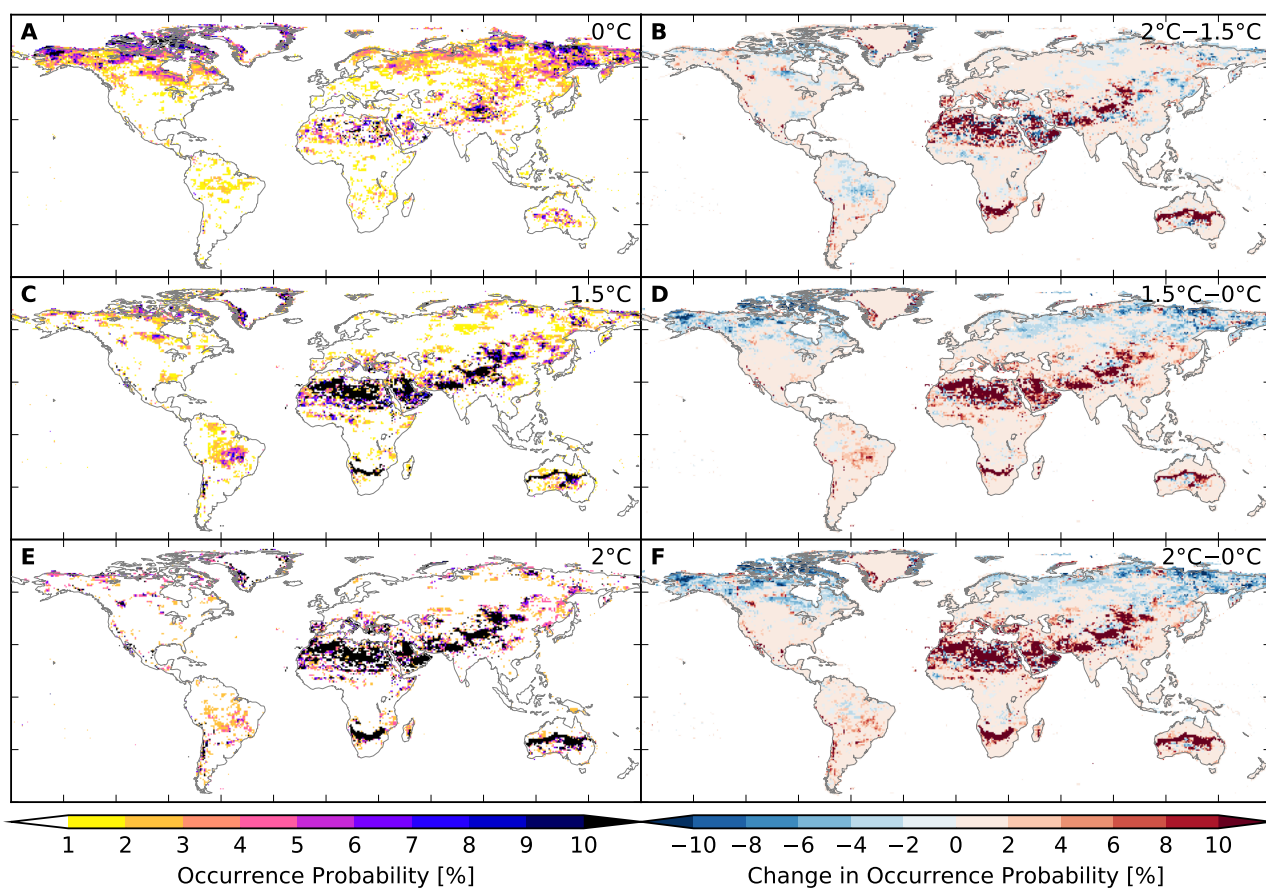 A 0°C
B 2°C−1.5°C
C 1.5°C
D 1.5°C−0°C
E 2°C
F 2°C−0°C
1 2 3 4 5 6 7 8 9 10
Occurrence Probability [%]
−10 −8 −6 −4 −2 0 2 4 6 8 10
Change in Occurrence Probability [%]